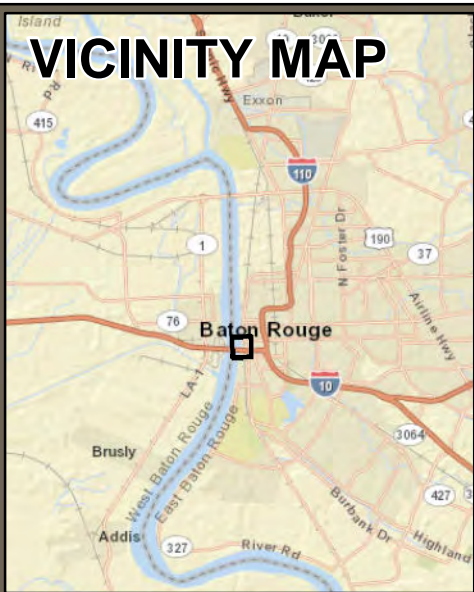 Island
Baker
VICINITY MAP
Exxon
415
110
1
N Foster Dr
190
37
Airline Hwy
76
Baton Rouge
LA-1
10
West Baton Rouge
East Baton Rouge
3064
Brusly
427
Burbank Dr
Highland
Addis
327
River Rd